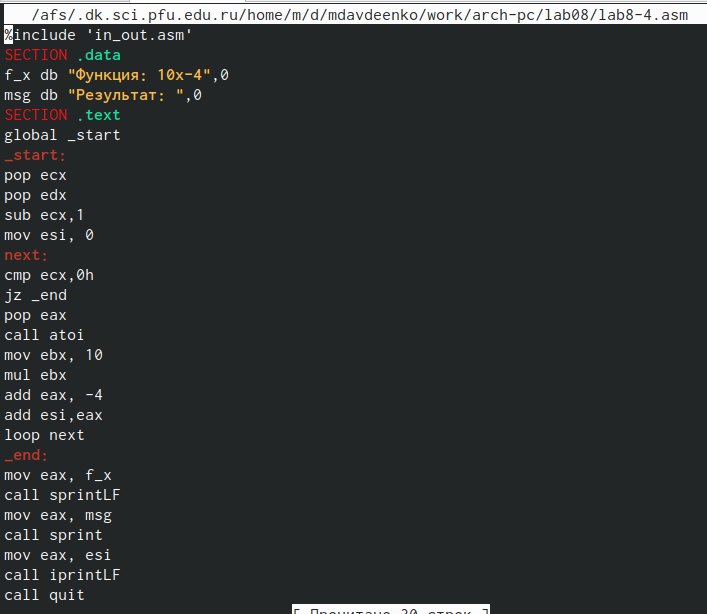 /afs/.dk.sci.pfu.edu.ru/home/m/d/mdavdeenko/work/arch-pc/lab08/lab8-4.asm
%include 'in_out.asm'
SECTION .data
f_x db "Функция: 10x-4",0
msg db "Результат: ",0
SECTION .text
global _start
_start:
pop ecx
pop edx
sub ecx,1
mov esi, 0
next:
cmp ecx,0h
jz _end
pop eax
call atoi
mov ebx, 10
mul ebx
add eax, -4
add esi,eax
loop next
_end:
mov eax, f_x
call sprintLF
mov eax, msg
call sprint
mov eax, esi
call iprintLF
call quit
[ Прочитано 30 строк ]